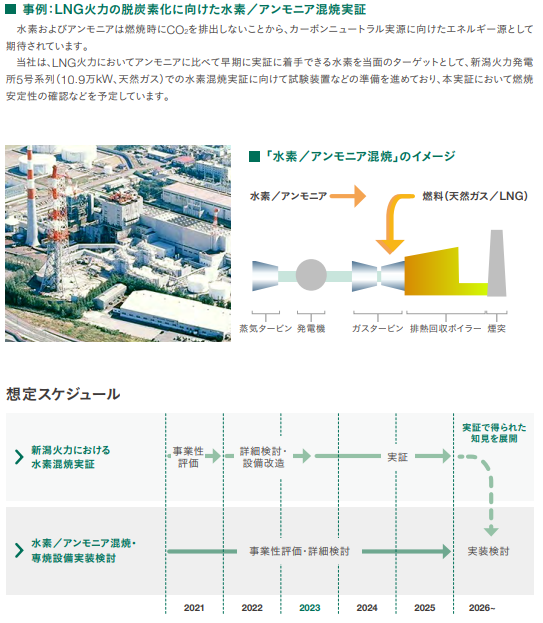 ■ 事例：LNG火力の脱炭素化に向けた水素／アンモニア混焼実証
水素およびアンモニアは燃焼時にCO₂を排出しないことから、カーボンニュートラル実源に向けたエネルギー源として
期待されています。
当社は、LNG火力においてアンモニアに比べて早期に実証に着手できる水素を当面のターゲットとして、新潟火力発電
所5号系列（10.9万kW、天然ガス）での水素混焼実証に向けて試験装置などの準備を進めており、本実証において燃焼
安定性の確認などを予定しています。
■ 「水素／アンモニア混焼」のイメージ
水素／アンモニア
燃料（天然ガス／LNG）
蒸気タービン 発電機 ガスタービン 排熱回収ボイラー 煙突
想定スケジュール
新潟火力における
水素混焼実証
事業性
評価
詳細検討・
設備改造
実証
実証で得られた
知見を展開
水素／アンモニア混焼・
専焼設備実装検討
事業性評価・詳細検討
実装検討
2021 2022 2023 2024 2025 2026~